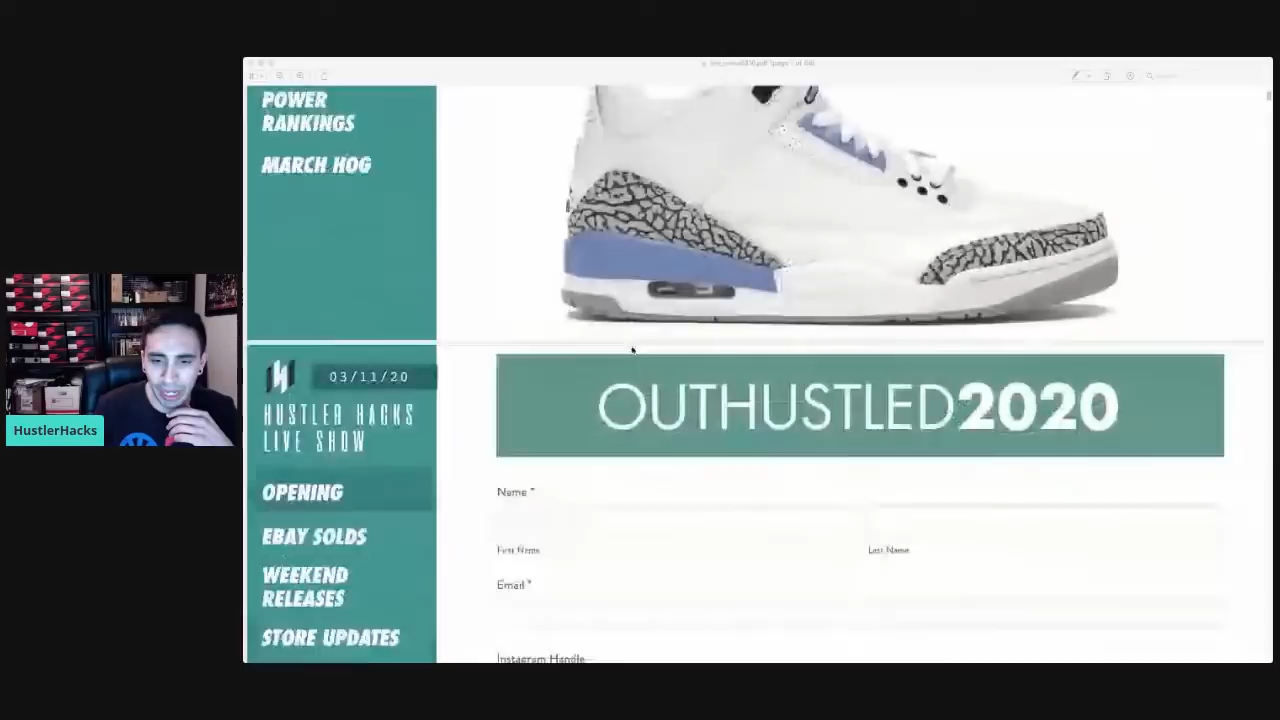 POWER
RANKINGS
MARCH HOG
03/11/20
HUSTLER HACKS
LIVE SHOW
OPENING
EBAY SOLDS
WEEKEND
RELEASES
STORE UPDATES
OUTHUSTLED2020
Name *
First Name
Last Name
Email *
Instagram Handle
HustlerHacks